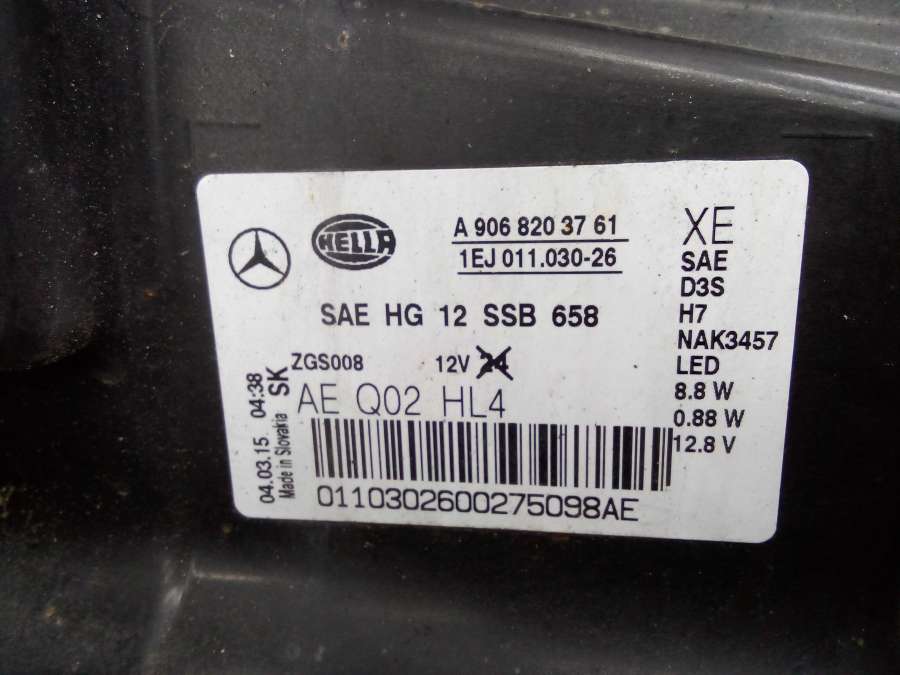 HELLA
A 906 820 3761
1EJ 011.030-26
XE
SAE
D3S
H7
NAK3457
LED
8.8 W
0.88 W
12.8 V
SAE HG 12 SSB 658
ZGS008 12V 24
AE Q02 HL4
04.03.15 04:38
Made in Slovakia SK
0110302600275098AE